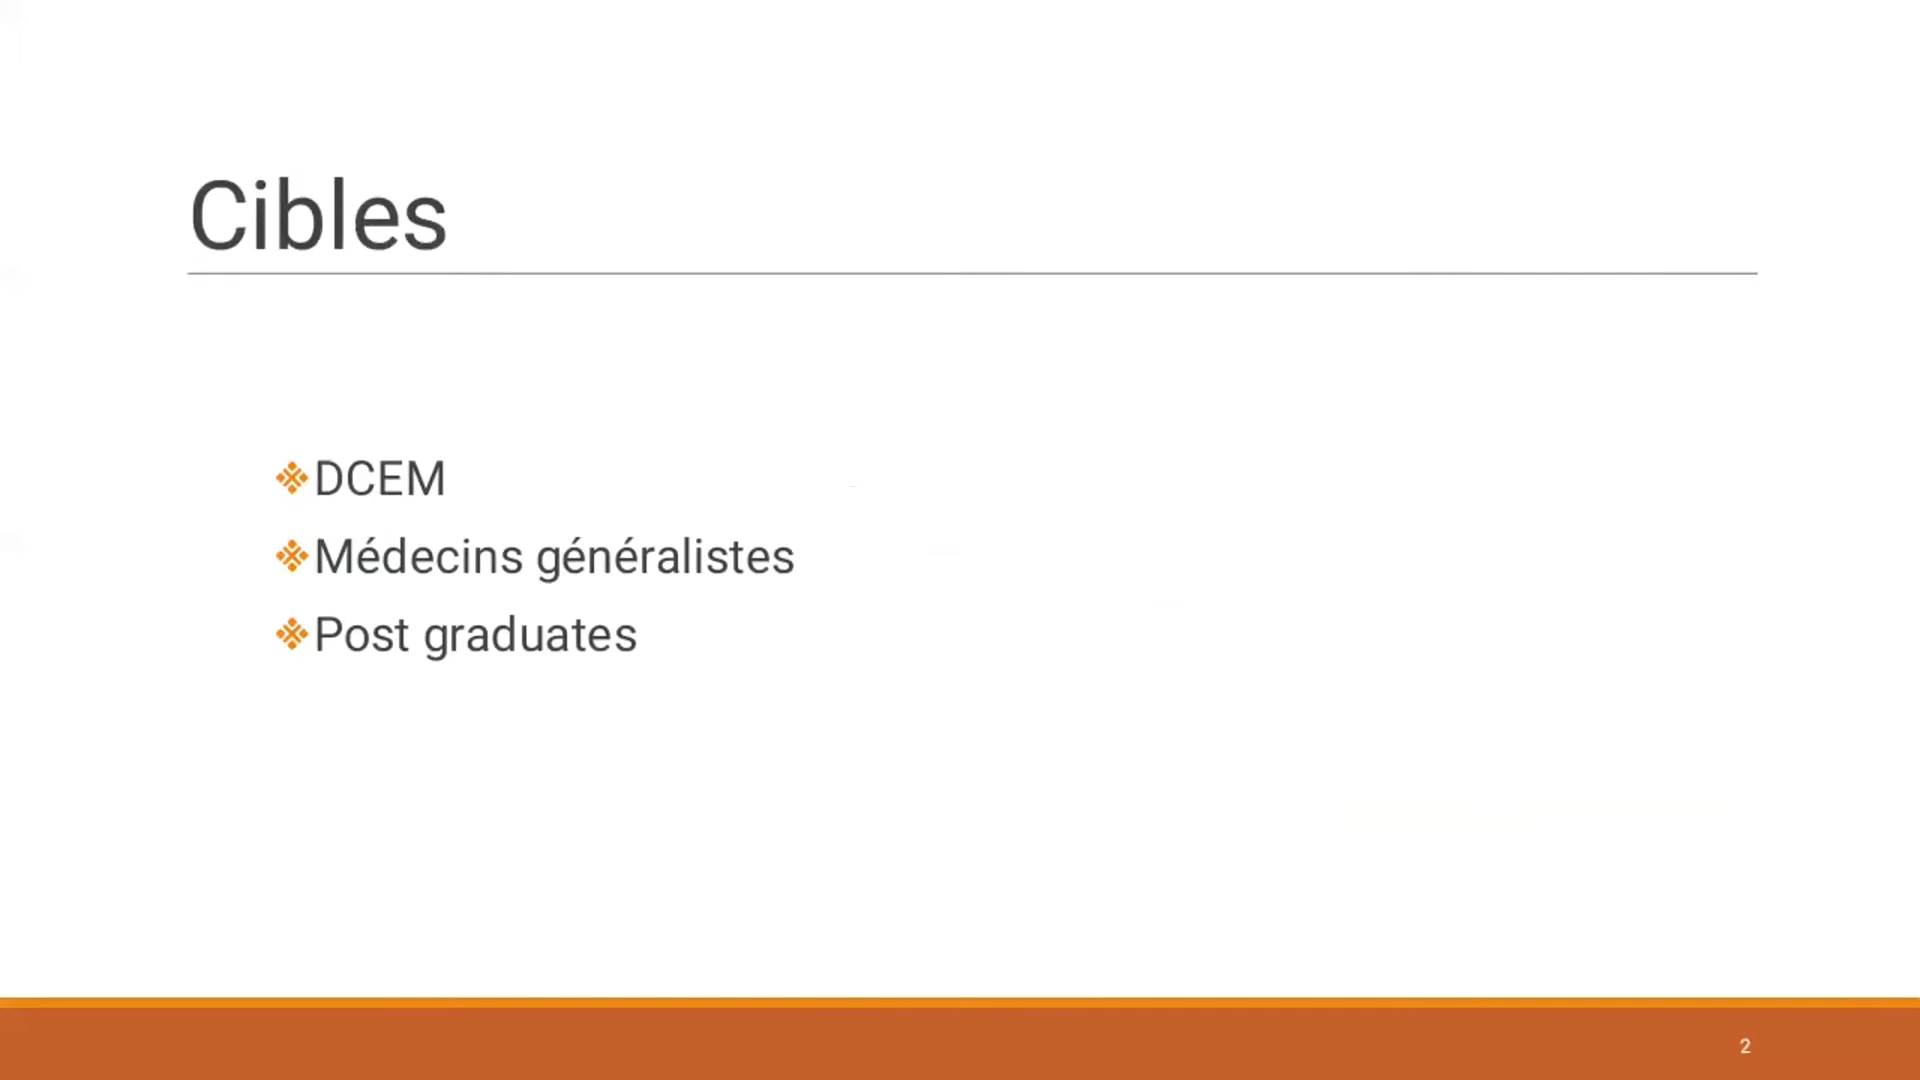 Cibles
❖DCEM
❖Médecins généralistes
❖Post graduates
2